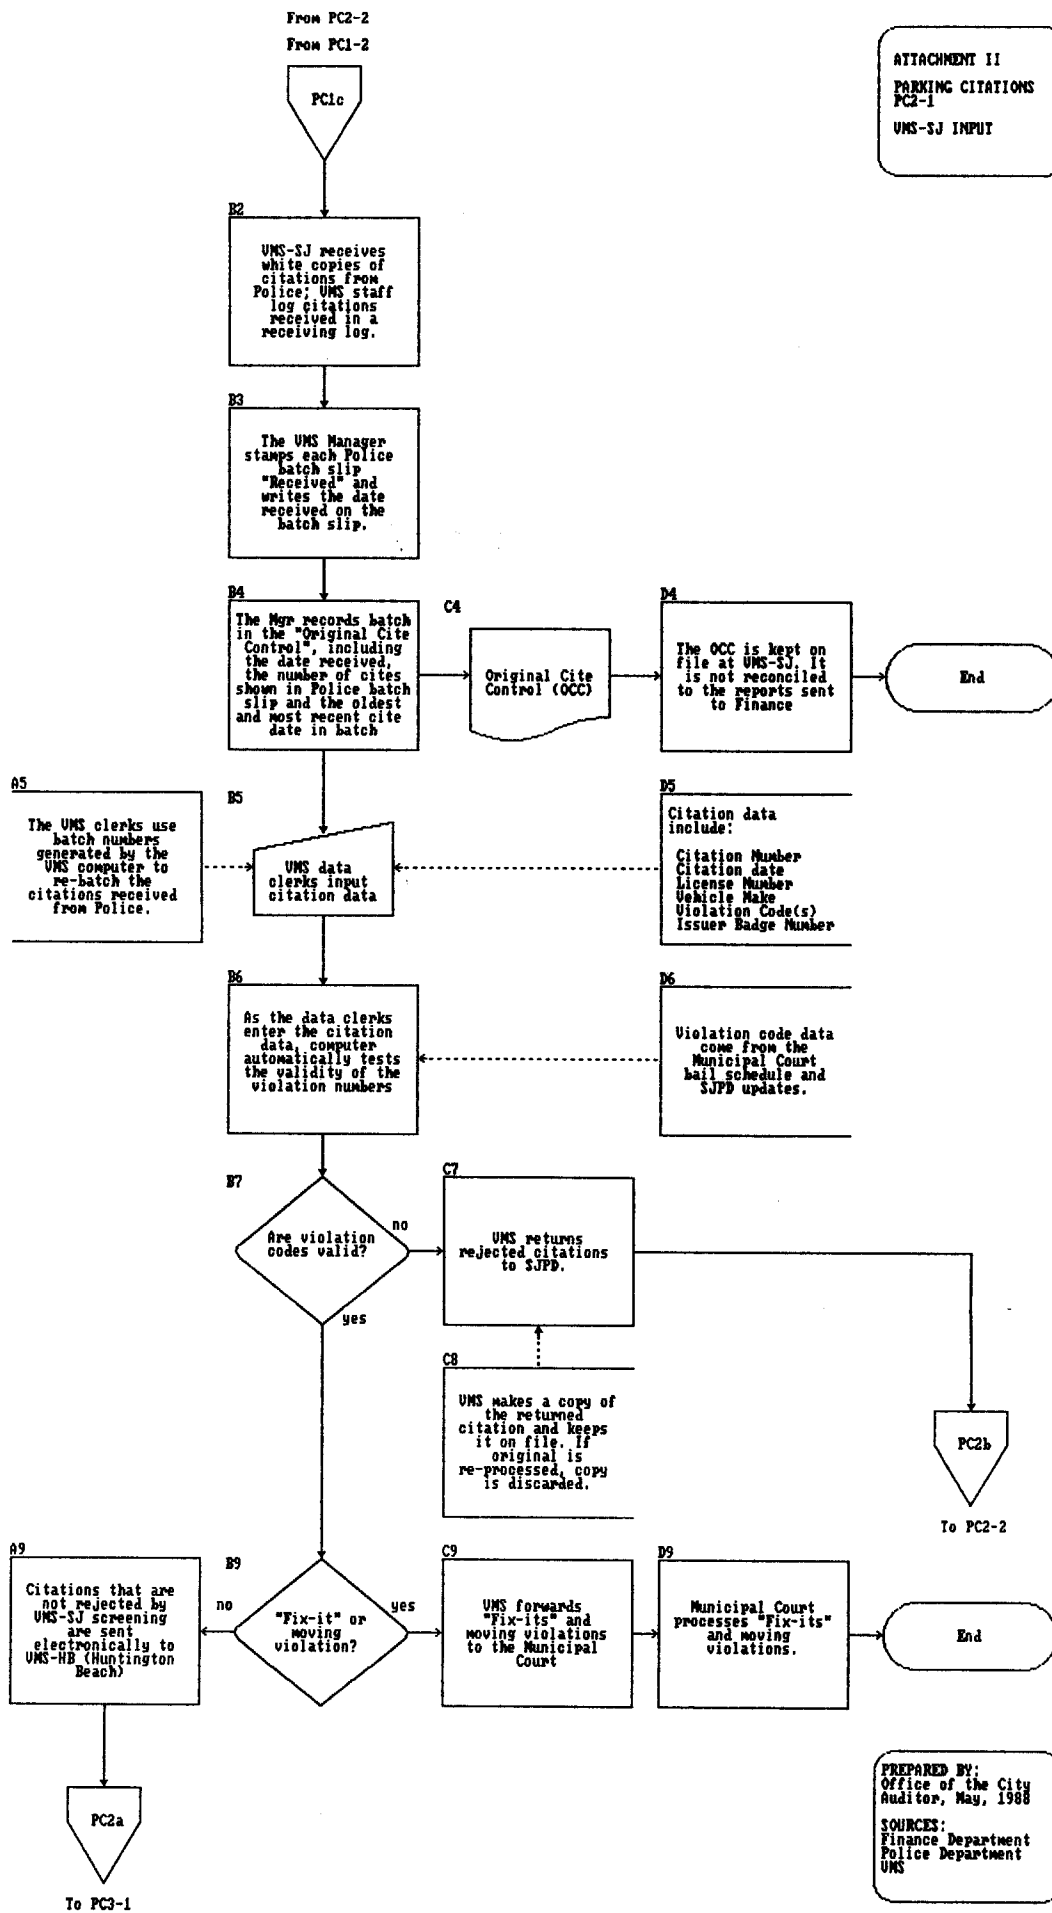 From PC2-2
From PC1-2
PC1c
ATTACHMENT II
PARKING CITATIONS
PC2-1
VMS-SJ INPUT
B2
VMS-SJ receives
white copies of
citations from
Police; VMS staff
log citations
received in a
receiving log.
B3
The VMS Manager
stamps each Police
batch slip
"Received" and
writes the date
received on the
batch slip.
B4
The Mgr records batch
in the "Original Cite
Control", including
the date received,
the number of cites
shown in Police batch
slip and the oldest
and most recent cite
date in batch
C4
Original Cite
Control (OCC)
D4
The OCC is kept on
file at VMS-SJ. It
is not reconciled
to the reports sent
to Finance
End
A5
The VMS clerks use
batch numbers
generated by the
VMS computer to
re-batch the
citations received
from Police.
B5
VMS data
clerks input
citation data
D5
Citation data
include:
Citation Number
Citation date
License Number
Vehicle Make
Violation Code(s)
Issuer Badge Number
B6
As the data clerks
enter the citation
data, computer
automatically tests
the validity of the
violation numbers
D6
Violation code data
come from the
Municipal Court
bail schedule and
SJPD updates.
B7
Are violation
codes valid?
no
yes
C7
VMS returns
rejected citations
to SJPD.
C8
VMS makes a copy of
the returned
citation and keeps
it on file. If
original is
re-processed, copy
is discarded.
PC2b
To PC2-2
A9
Citations that are
not rejected by
VMS-SJ screening
are sent
electronically to
VMS-HB (Huntington
Beach)
B9
no
"Fix-it" or
moving
violation?
yes
C9
VMS forwards
"Fix-its" and
moving violations
to the Municipal
Court
D9
Municipal Court
processes "Fix-its"
and moving
violations.
End
PC2a
To PC3-1
PREPARED BY:
Office of the City
Auditor, May, 1988
SOURCES:
Finance Department
Police Department
VMS